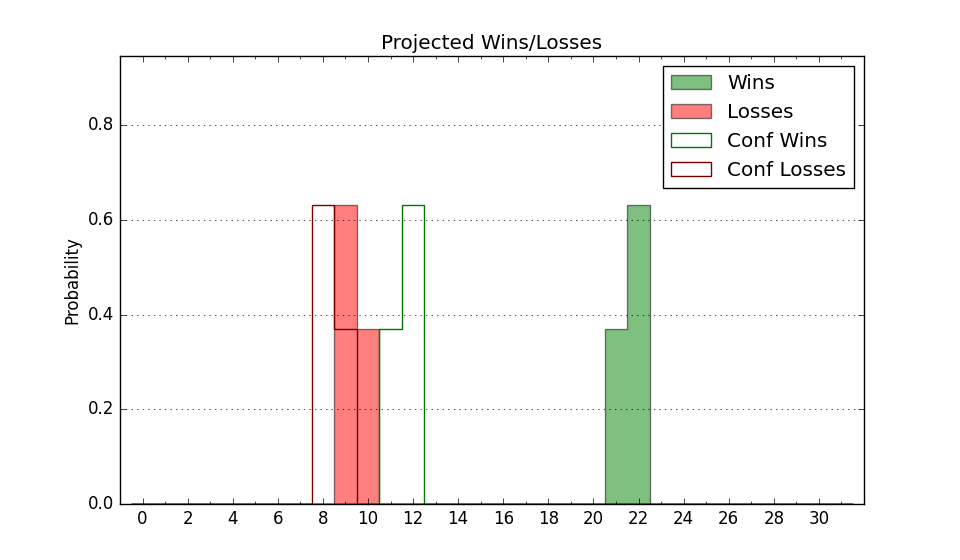 Projected Wins/Losses
Wins
Losses
Conf Wins
Conf Losses
Probability
0.8
0.6
0.4
0.2
0.0
0 2 4 6 8 10 12 14 16 18 20 22 24 26 28 30